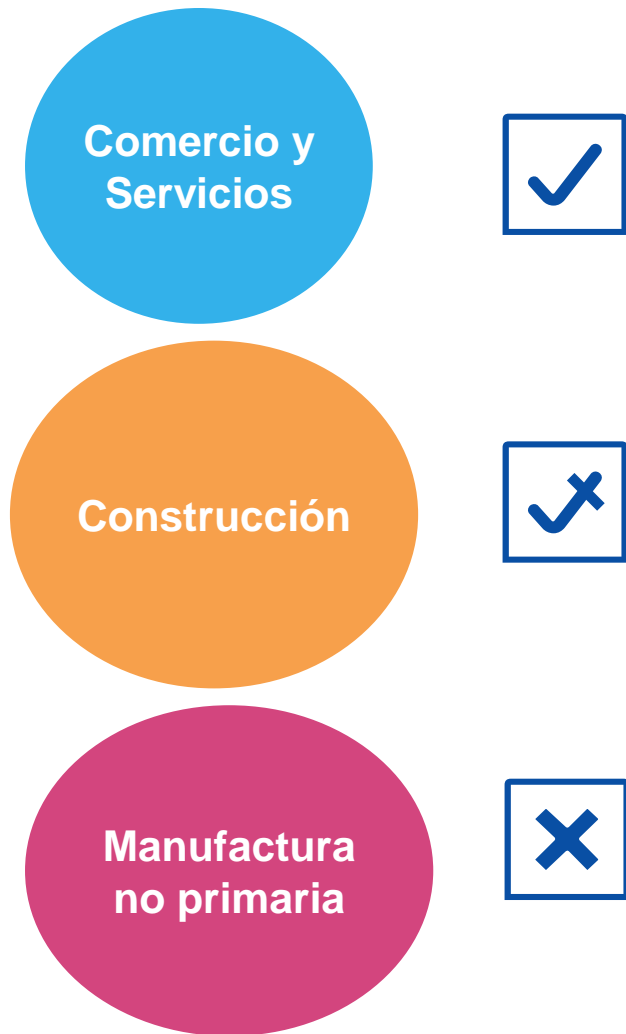 Comercio y
Servicios
Construcción
Manufactura
no primaria